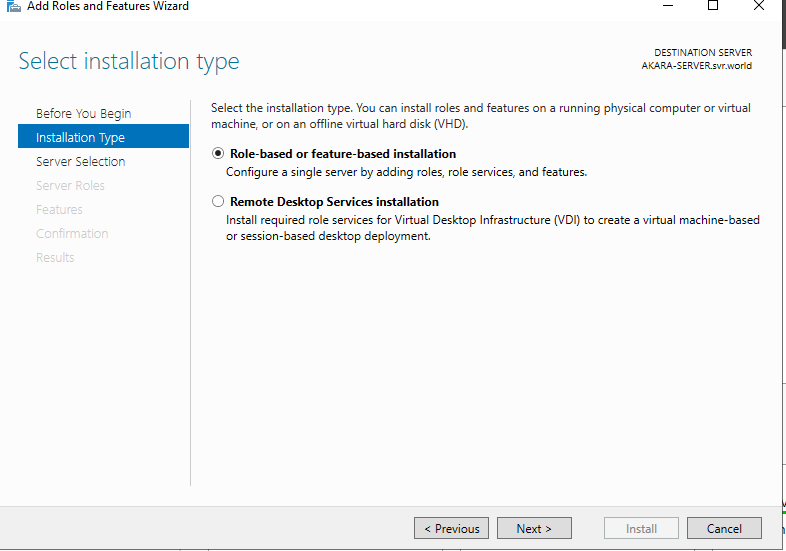 Add Roles and Features Wizard
Select installation type
DESTINATION SERVER
AKARA-SERVER.svr.world
Before You Begin
Installation Type
Server Selection
Server Roles
Features
Confirmation
Results
Select the installation type. You can install roles and features on a running physical computer or virtual
machine, or on an offline virtual hard disk (VHD).
Role-based or feature-based installation
Configure a single server by adding roles, role services, and features.
Remote Desktop Services installation
Install required role services for Virtual Desktop Infrastructure (VDI) to create a virtual machine-based
or session-based desktop deployment.
< Previous
Next >
Install
Cancel